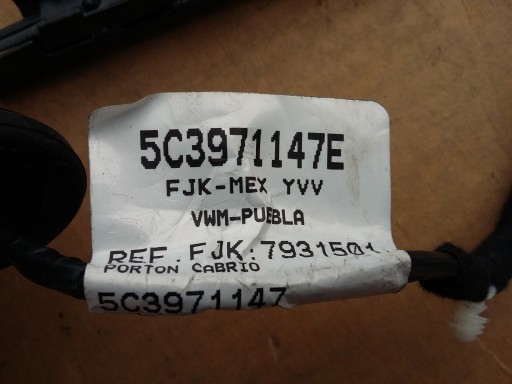 5C3971147E
FJK-MEX YVV
VWM-PUEBLA
REF.FJK:7931501
PORTON CABRIO
5C3971147